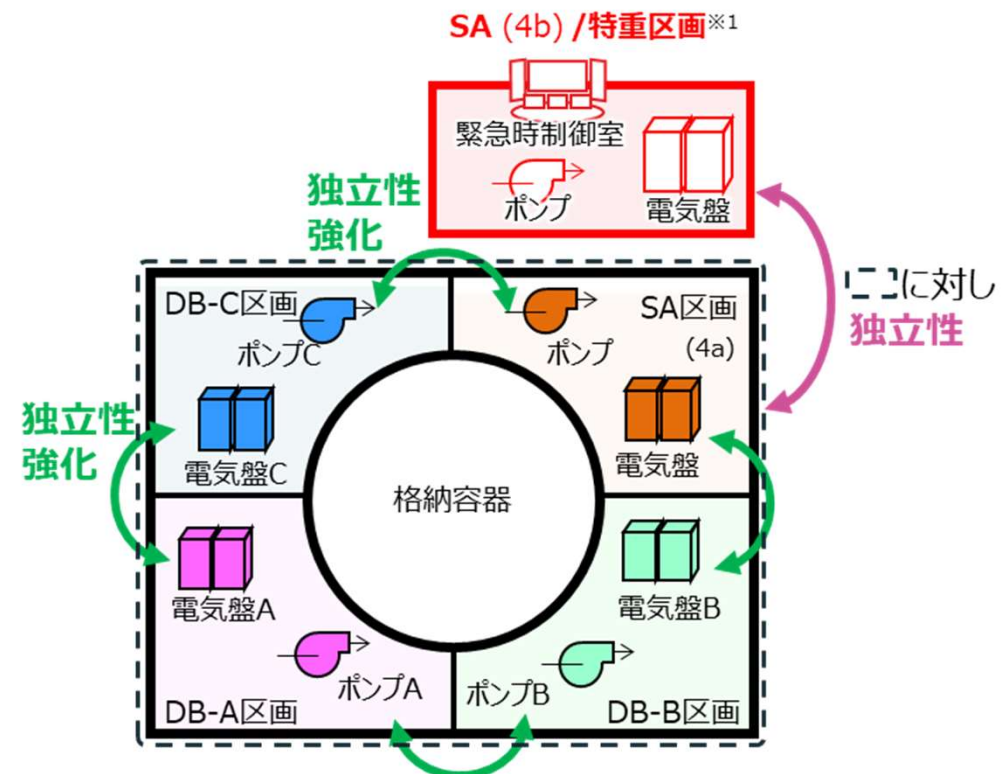 SA (4b) /特重区画※1
緊急時制御室
ポンプ
電気盤
独立性
強化
に対し
独立性
DB-C区画
ポンプC
電気盤C
ポンプ
SA区画
(4a)
電気盤
独立性
強化
格納容器
電気盤A
ポンプA
DB-A区画
電気盤B
ポンプB
DB-B区画